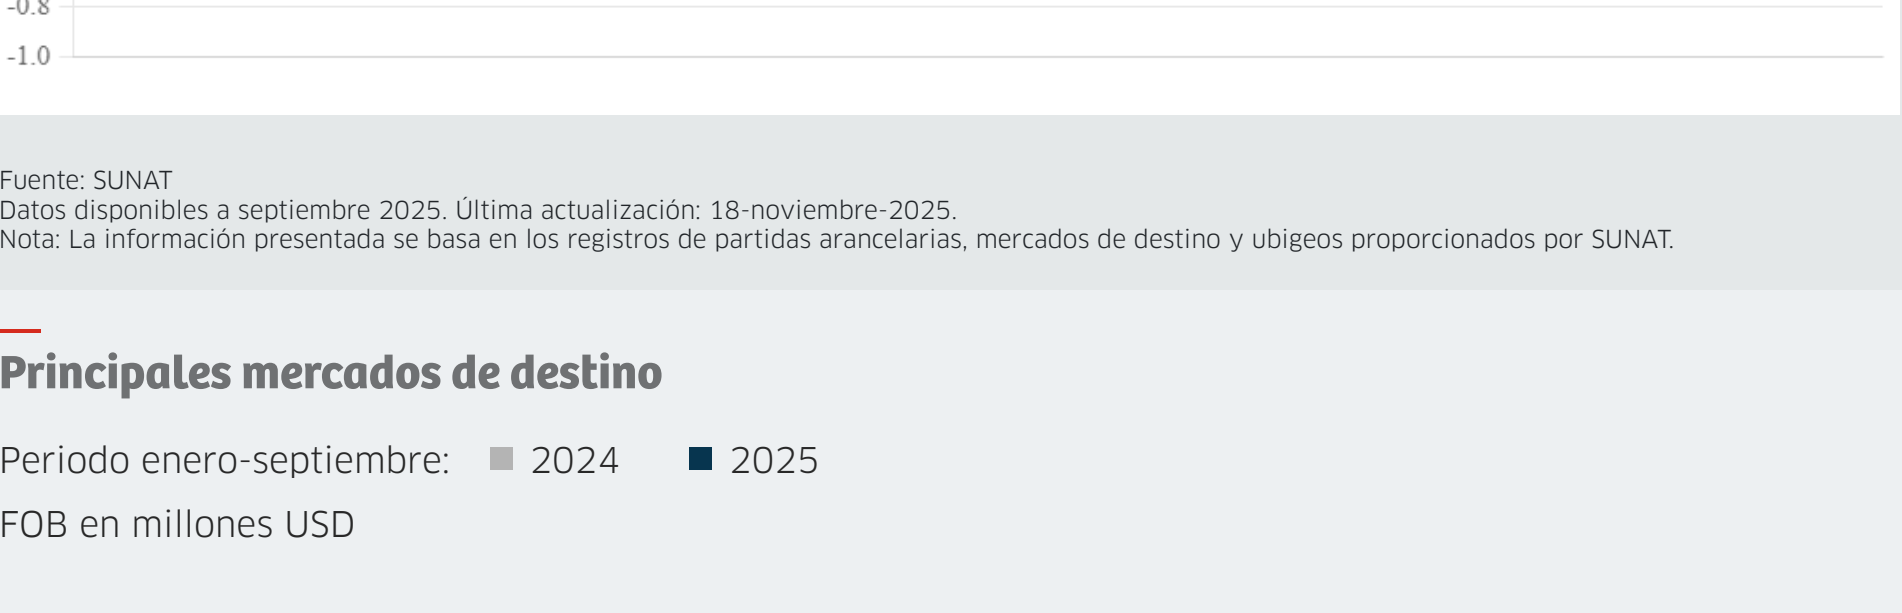 -0.8
-1.0
Fuente: SUNAT
Datos disponibles a septiembre 2025. Última actualización: 18-noviembre-2025.
Nota: La información presentada se basa en los registros de partidas arancelarias, mercados de destino y ubigeos proporcionados por SUNAT.
Principales mercados de destino
Periodo enero-septiembre: 2024 2025
FOB en millones USD